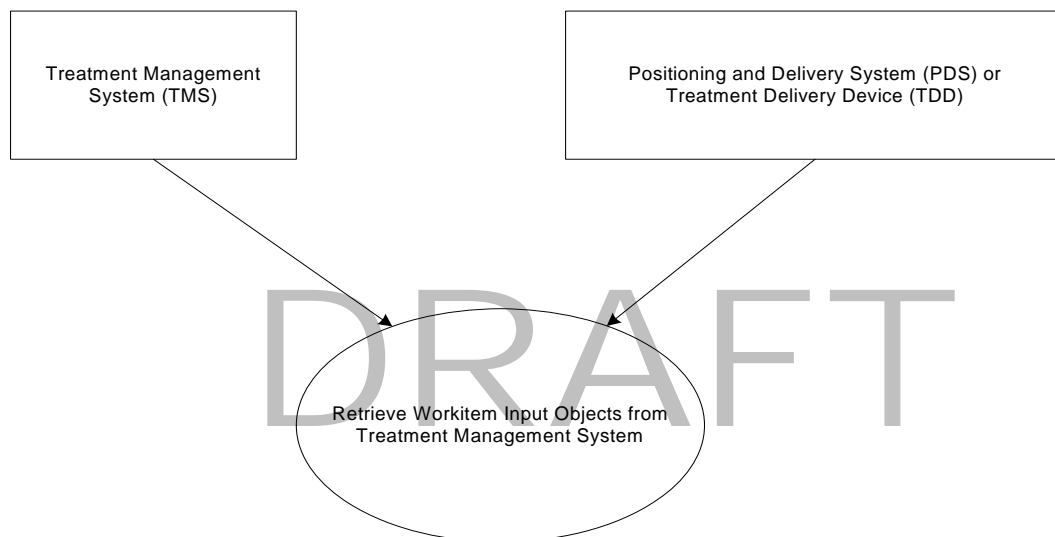 Treatment Management
System (TMS)
Positioning and Delivery System (PDS) or
Treatment Delivery Device (TDD)
DRAFT
Retrieve Workitem Input Objects from
Treatment Management System